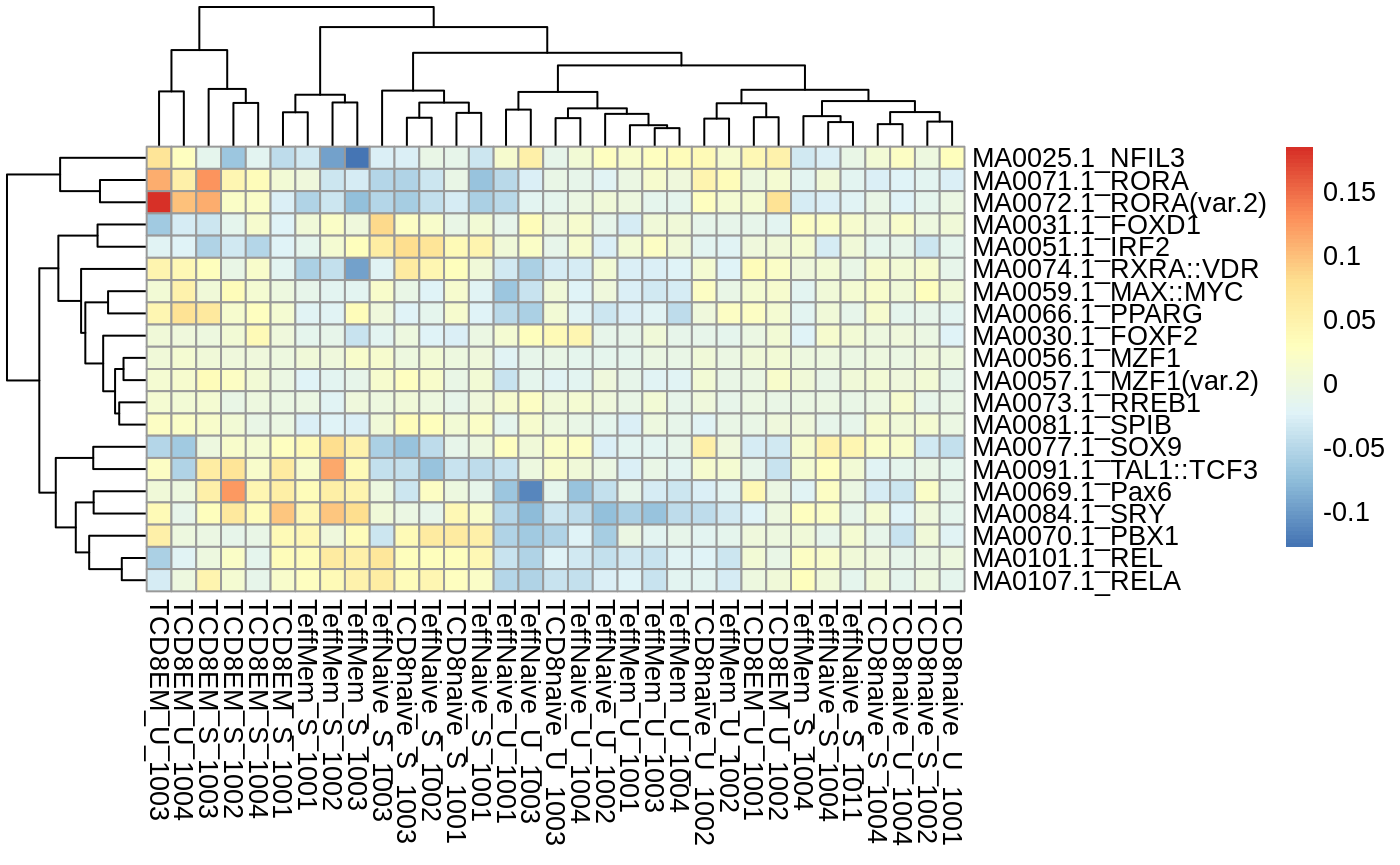 MA0025.1_NFIL3
MA0071.1_RORA
MA0072.1_RORA(var.2)
MA0031.1_FOXD1
MA0051.1_IRF2
MA0074.1_RXRA::VDR
MA0059.1_MAX::MYC
MA0066.1_PPARG
MA0030.1_FOXF2
MA0056.1_MZF1
MA0057.1_MZF1(var.2)
MA0073.1_RREB1
MA0081.1_SPIB
MA0077.1_SOX9
MA0091.1_TAL1::TCF3
MA0069.1_Pax6
MA0084.1_SRY
MA0070.1_PBX1
MA0101.1_REL
MA0107.1_RELA
0.15
0.1
0.05
0
-0.05
-0.1
TCD8EM_U_1003
TCD8EM_U_1004
TCD8EM_S_1003
TCD8EM_S_1002
TCD8EM_S_1004
TCD8EM_S_1001
TeffMem_S_1001
TeffMem_S_1002
TeffMem_S_1003
TeffNaive_S_1003
TCD8naive_S_1003
TeffNaive_S_1002
TCD8naive_S_1001
TeffNaive_S_1001
TeffNaive_U_1001
TeffNaive_U_1003
TCD8naive_U_1003
TeffNaive_U_1004
TeffNaive_U_1002
TeffMem_U_1001
TeffMem_U_1003
TeffMem_U_1004
TCD8naive_U_1002
TeffMem_U_1002
TCD8EM_U_1001
TCD8EM_U_1002
TeffMem_S_1004
TeffNaive_S_1004
TeffNaive_S_1011
TCD8naive_S_1004
TCD8naive_U_1004
TCD8naive_S_1002
TCD8naive_U_1001